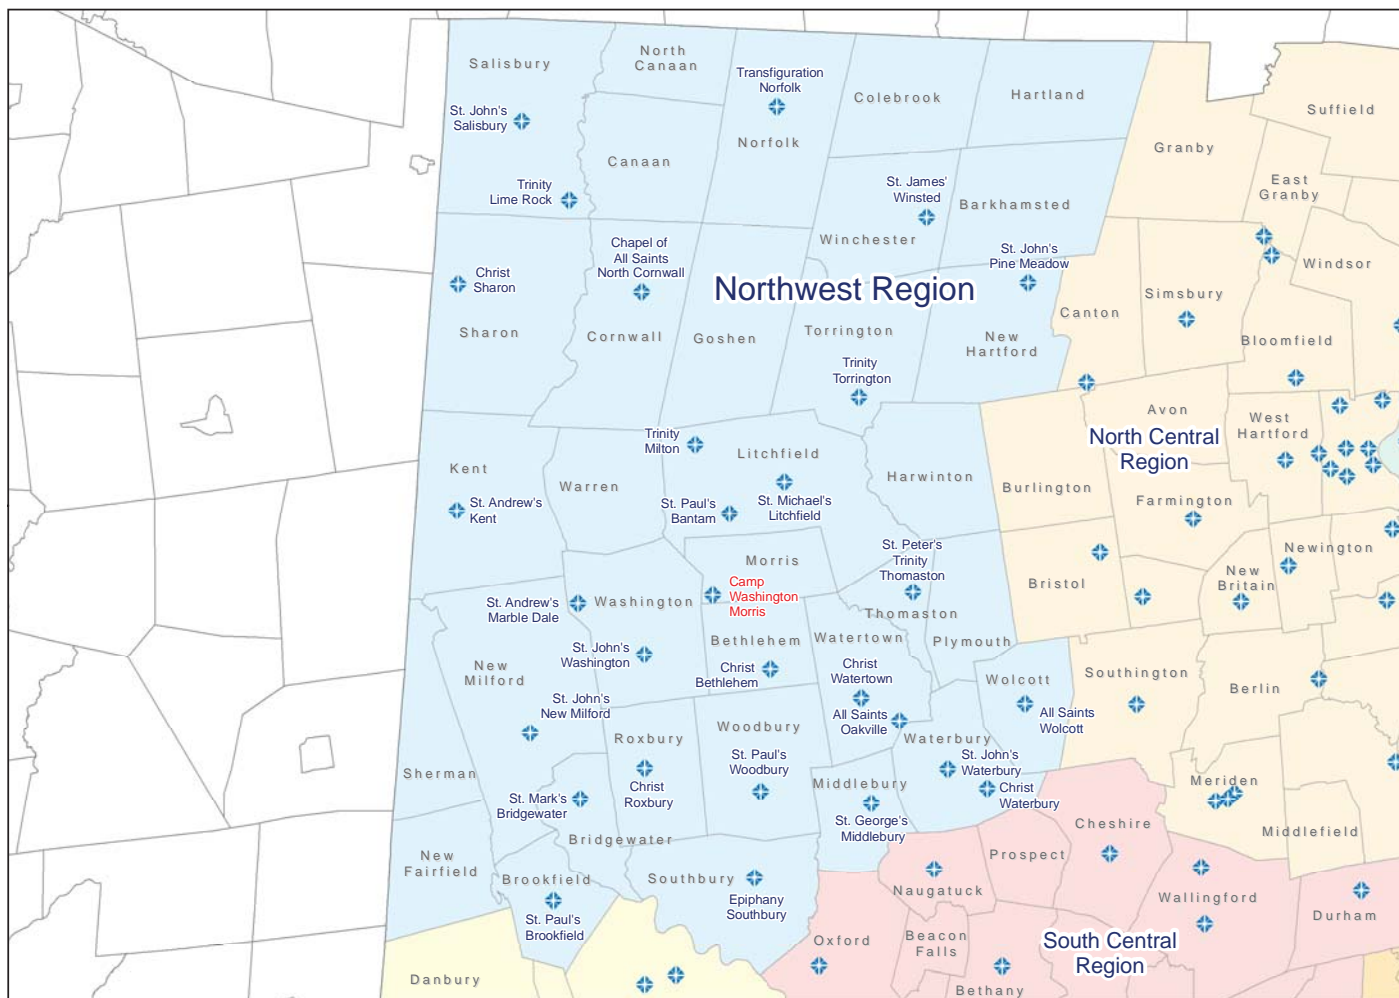 Salisbury
North
Canaan
Transfiguration
Norfolk
Colebrook
Hartland
Suffield
St. John's
Salisbury
Norfolk
Canaan
Granby
East
Granby
Trinity
Lime Rock
St. James'
Winsted
Barkhamsted
Winchester
Chapel of
All Saints
North Cornwall
St. John's
Pine Meadow
Windsor
Christ
Sharon
Northwest Region
Simsbury
Canton
Sharon
Cornwall
Goshen
Torrington
New
Hartford
Bloomfield
Trinity
Torrington
Avon
West
Hartford
Trinity
Milton
North Central
Region
Litchfield
Kent
Warren
Harwinton
Burlington
Farmington
St. Andrew's
Kent
St. Paul's
Bantam
St. Michael's
Litchfield
St. Peter's
Trinity
Thomaston
Newington
Morris
New
Britain
Bristol
Camp
Washington
Morris
St. Andrew's
Marble Dale
Washington
Thomaston
Plymouth
Bethlehem
Watertown
St. John's
Washington
New
Milford
Christ
Bethlehem
Christ
Watertown
Wolcott
Southington
Berlin
St. John's
New Milford
All Saints
Oakville
All Saints
Wolcott
Woodbury
Roxbury
Waterbury
St. Paul's
Woodbury
St. John's
Waterbury
Sherman
Christ
Roxbury
Middlebury
Christ
Waterbury
Meriden
St. Mark's
Bridgewater
St. George's
Middlebury
Cheshire
Middlefield
Bridgewater
New
Fairfield
Prospect
Brookfield
Southbury
Naugatuck
Wallingford
Epiphany
Southbury
St. Paul's
Brookfield
Durham
Oxford
Beacon
Falls
South Central
Region
Danbury
Bethany